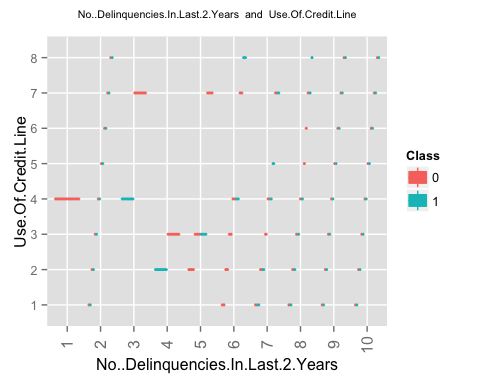 No..Delinquencies.In.Last.2.Years and Use.Of.Credit.Line
8
7
6
5
4
3
2
1
Use.Of.Credit.Line
1 2 3 4 5 6 7 8 9 10
No..Delinquencies.In.Last.2.Years
Class
0
1